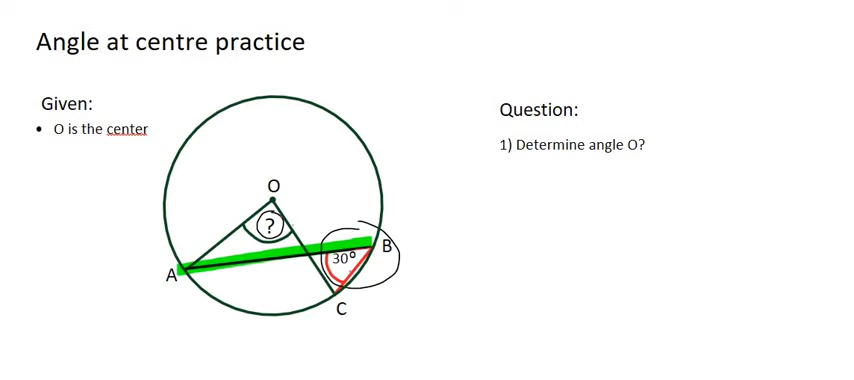 Angle at centre practice
Given:
• O is the center
Question:
1) Determine angle O?
O
?
B
30°
A
C